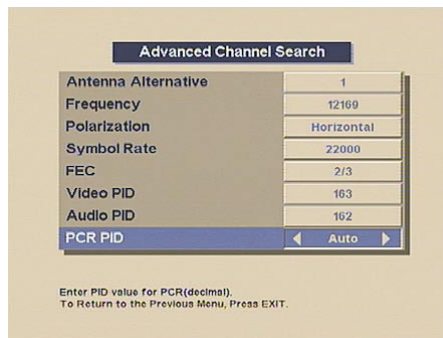 Advanced Channel Search
Antenna Alternative 1
Frequency 12169
Polarization Horizontal
Symbol Rate 22000
FEC 2/3
Video PID 163
Audio PID 162
PCR PID Auto
Enter PID value for PCR(decimal).
To Return to the Previous Menu, Press EXIT.